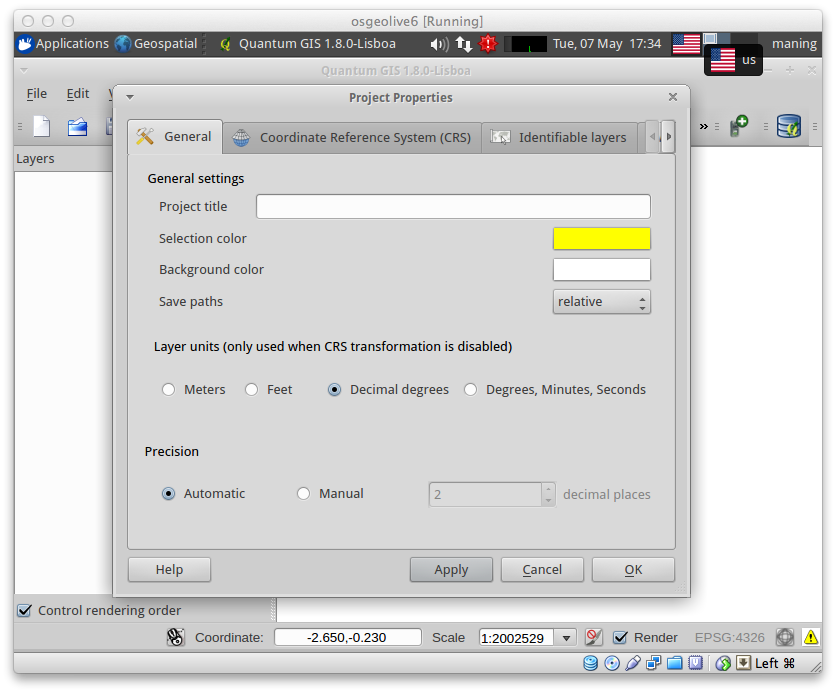 osgeolive6 [Running]
Applications Geospatial Quantum GIS 1.8.0-Lisboa Tue, 07 May 17:34 maning
us
Quantum GIS 1.8.0-Lisboa
File Edit
Project Properties
General Coordinate Reference System (CRS) Identifiable layers
Layers
General settings
Project title
Selection color
Background color
Save paths relative
Layer units (only used when CRS transformation is disabled)
Meters Feet Decimal degrees Degrees, Minutes, Seconds
Precision
Automatic Manual 2 decimal places
Help Apply Cancel OK
Control rendering order
Coordinate: -2.650,-0.230 Scale 1:2002529 Render EPSG:4326
Left ⌘